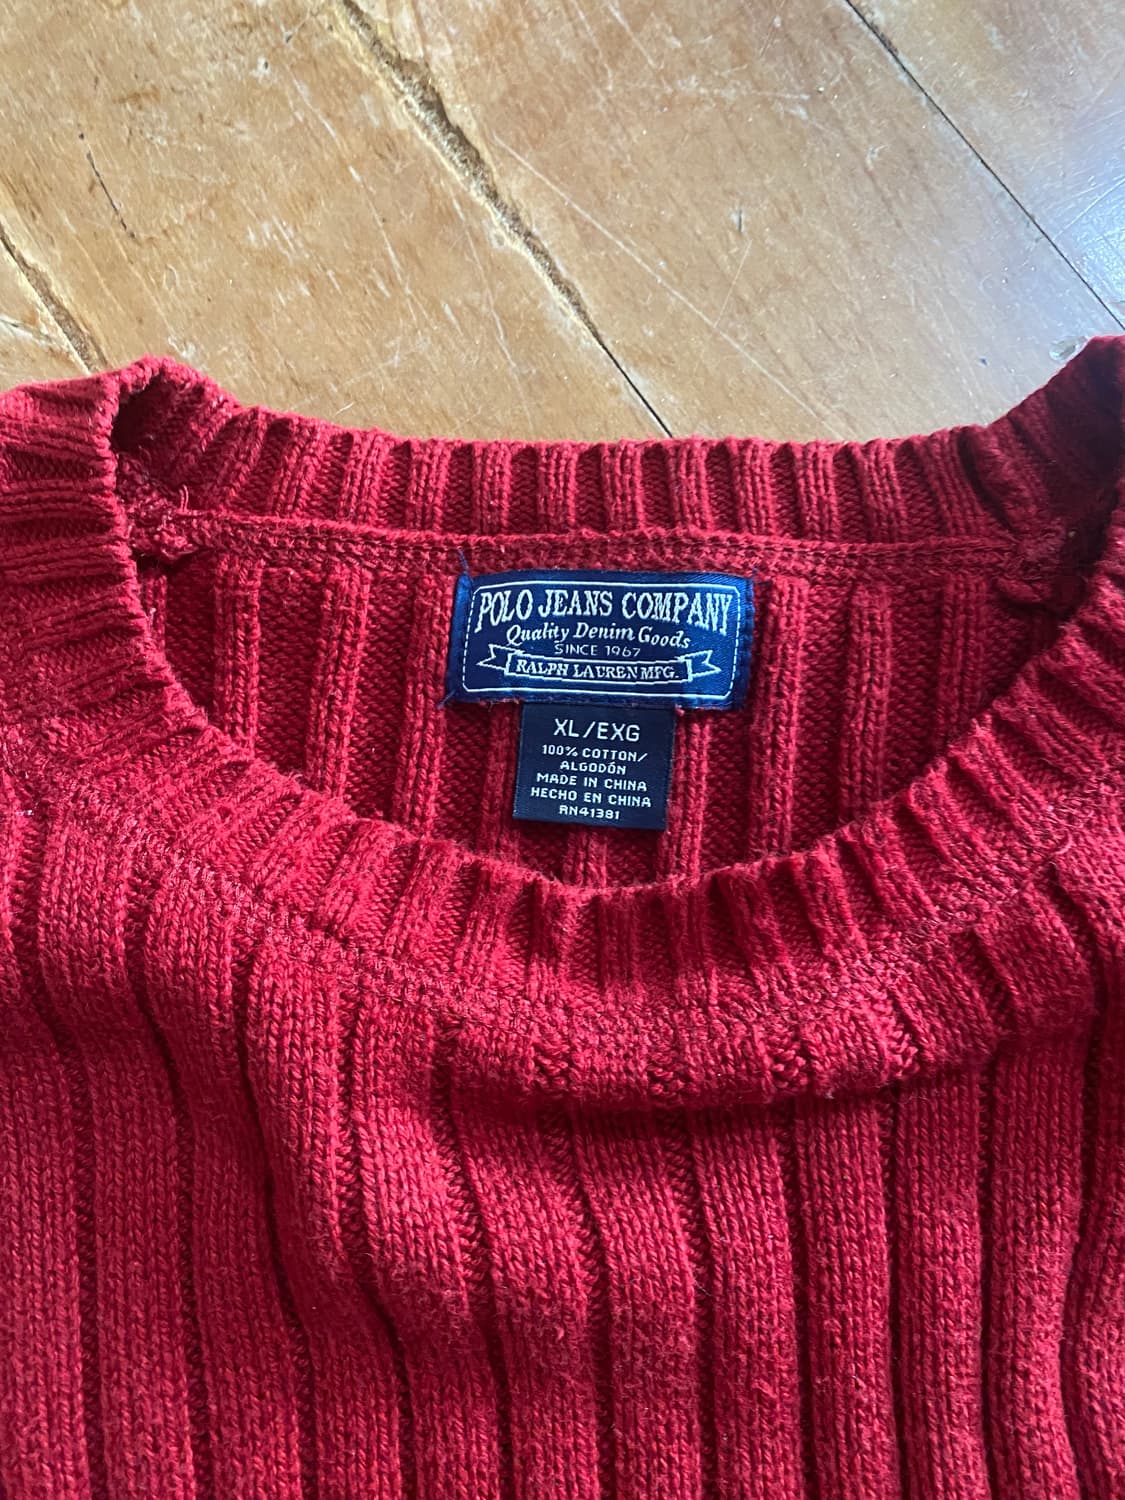 POLO JEANS COMPANY
Quality Denim Goods
SINCE 1967
RALPH LAUREN MFG.
XL/EXG
100% COTTON/
ALGODÓN
MADE IN CHINA
HECHO EN CHINA
RN41381